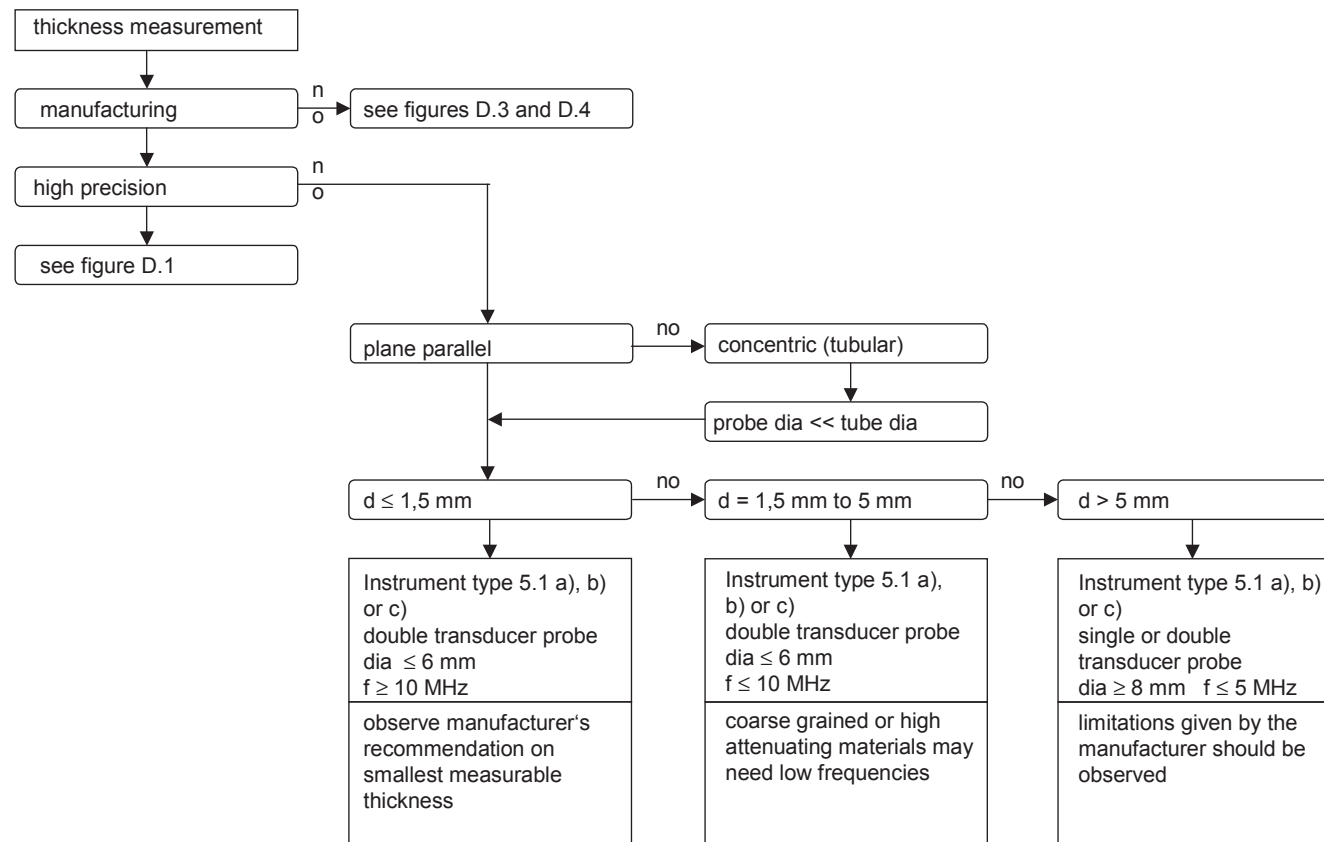 thickness measurement
n
manufacturing
see figures D.3 and D.4
o
n
high precision
o
see figure D.1
plane parallel
no
concentric (tubular)
probe dia << tube dia
d ≤ 1,5 mm
no
d = 1,5 mm to 5 mm
no
d > 5 mm
Instrument type 5.1 a), b)
or c)
double transducer probe
dia ≤ 6 mm
f ≥ 10 MHz
observe manufacturer‘s
recommendation on
smallest measurable
thickness
Instrument type 5.1 a),
b) or c)
double transducer probe
dia ≤ 6 mm
f ≤ 10 MHz
coarse grained or high
attenuating materials may
need low frequencies
Instrument type 5.1 a), b)
or c)
single or double
transducer probe
dia ≥ 8 mm f ≤ 5 MHz
limitations given by the
manufacturer should be
observed